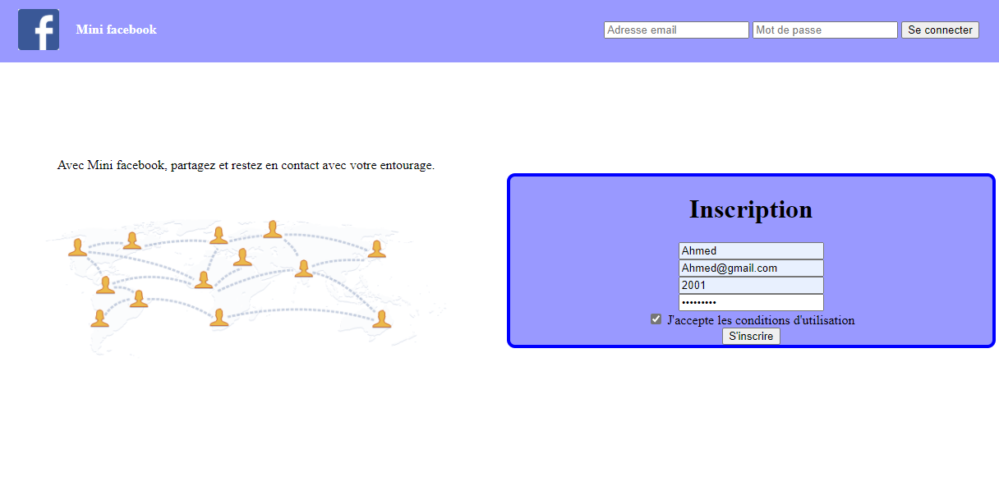 f
Mini facebook
Adresse email
Mot de passe
Se connecter
Avec Mini facebook, partagez et restez en contact avec votre entourage.
Inscription
Ahmed
Ahmed@gmail.com
2001
•••••••••
J'accepte les conditions d'utilisation
S'inscrire